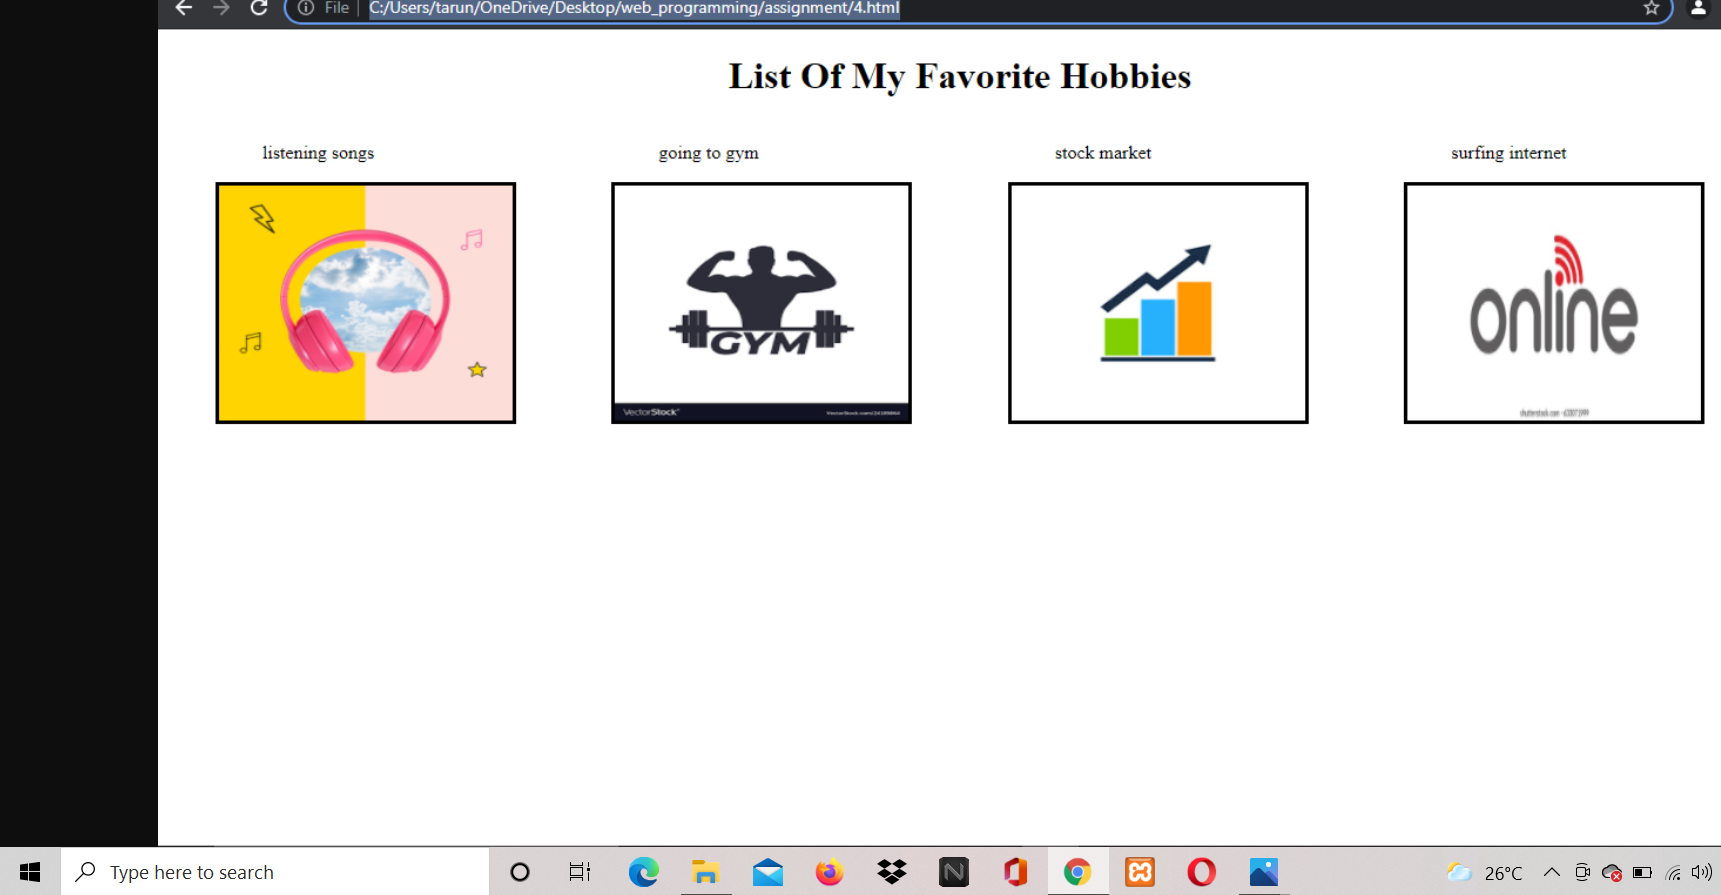 File C:/Users/tarun/OneDrive/Desktop/web_programming/assignment/4.html
List Of My Favorite Hobbies
listening songs going to gym stock market surfing internet
GYM
online
VectorStock
Type here to search 26°C